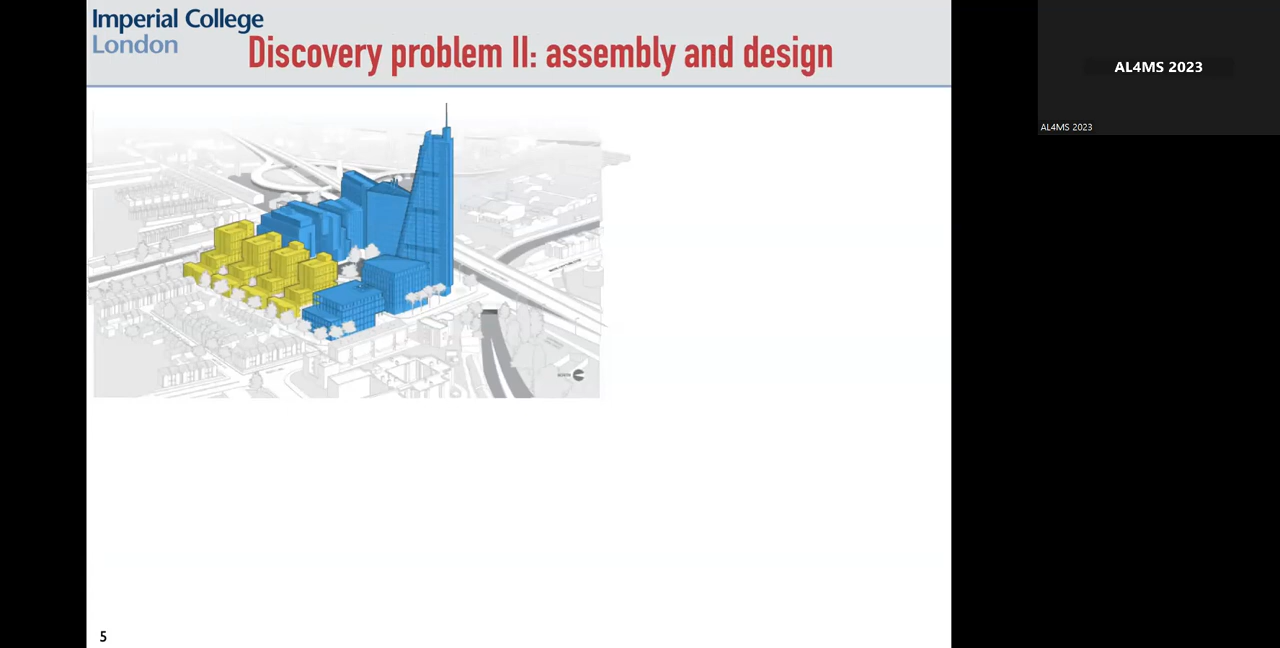 Imperial College
London
Discovery problem II: assembly and design
AL4MS 2023
AL4MS 2023
5